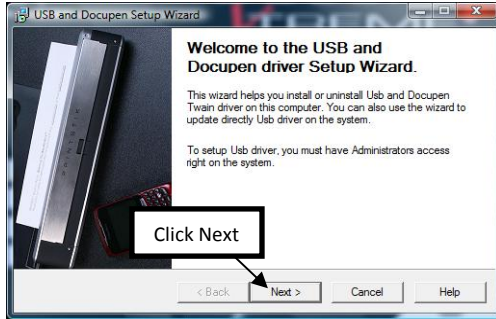 USB and Docupen Setup Wizard
Welcome to the USB and
Docupen driver Setup Wizard.
This wizard helps you install or uninstall Usb and Docupen
Twain driver on this computer. You can also use the wizard to
update directly Usb driver on the system.
To setup Usb driver, you must have Administrators access
right on the system.
Click Next
< Back
Next >
Cancel
Help